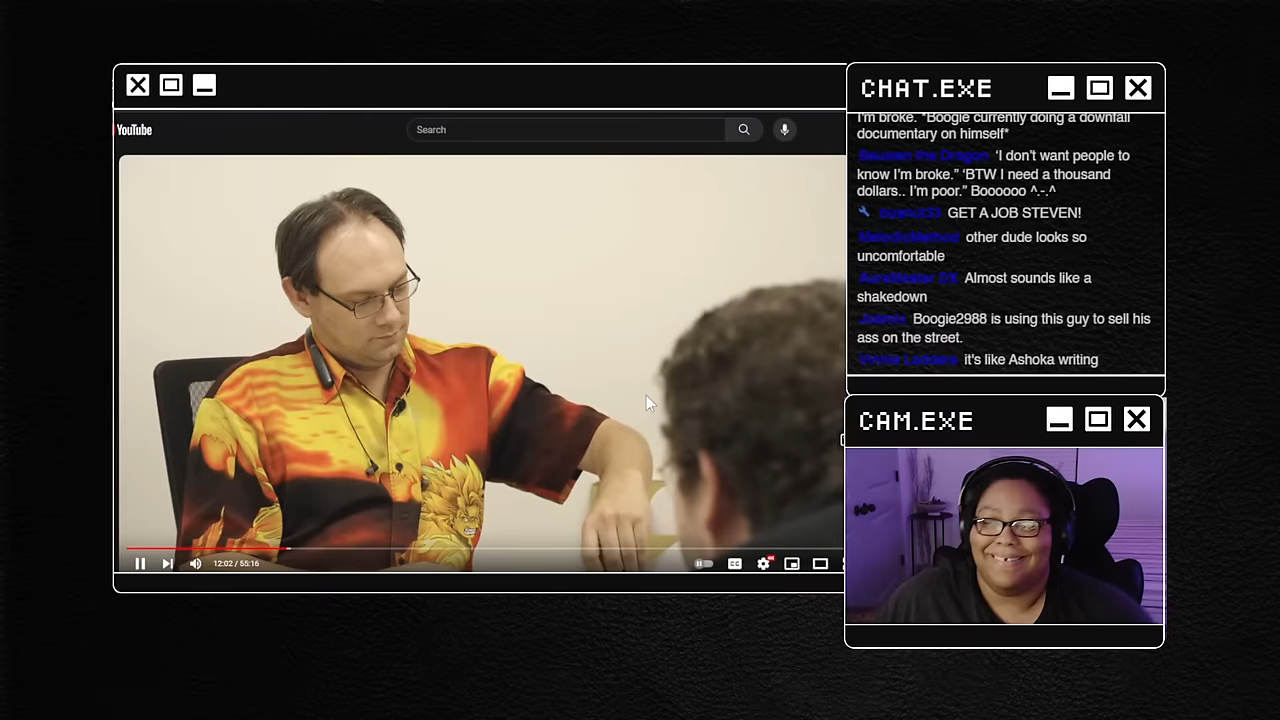 YouTube
Search
12:02 / 55:16
CHAT.EXE
I'm broke. *Boogie currently doing a downfall
documentary on himself*
'I don't want people to
know I'm broke." 'BTW I need a thousand
dollars.. I'm poor." Boooooo ^.-.^
GET A JOB STEVEN!
other dude looks so
uncomfortable
Almost sounds like a
shakedown
Boogie2988 is using this guy to sell his
ass on the street.
it's like Ashoka writing
CAM.EXE